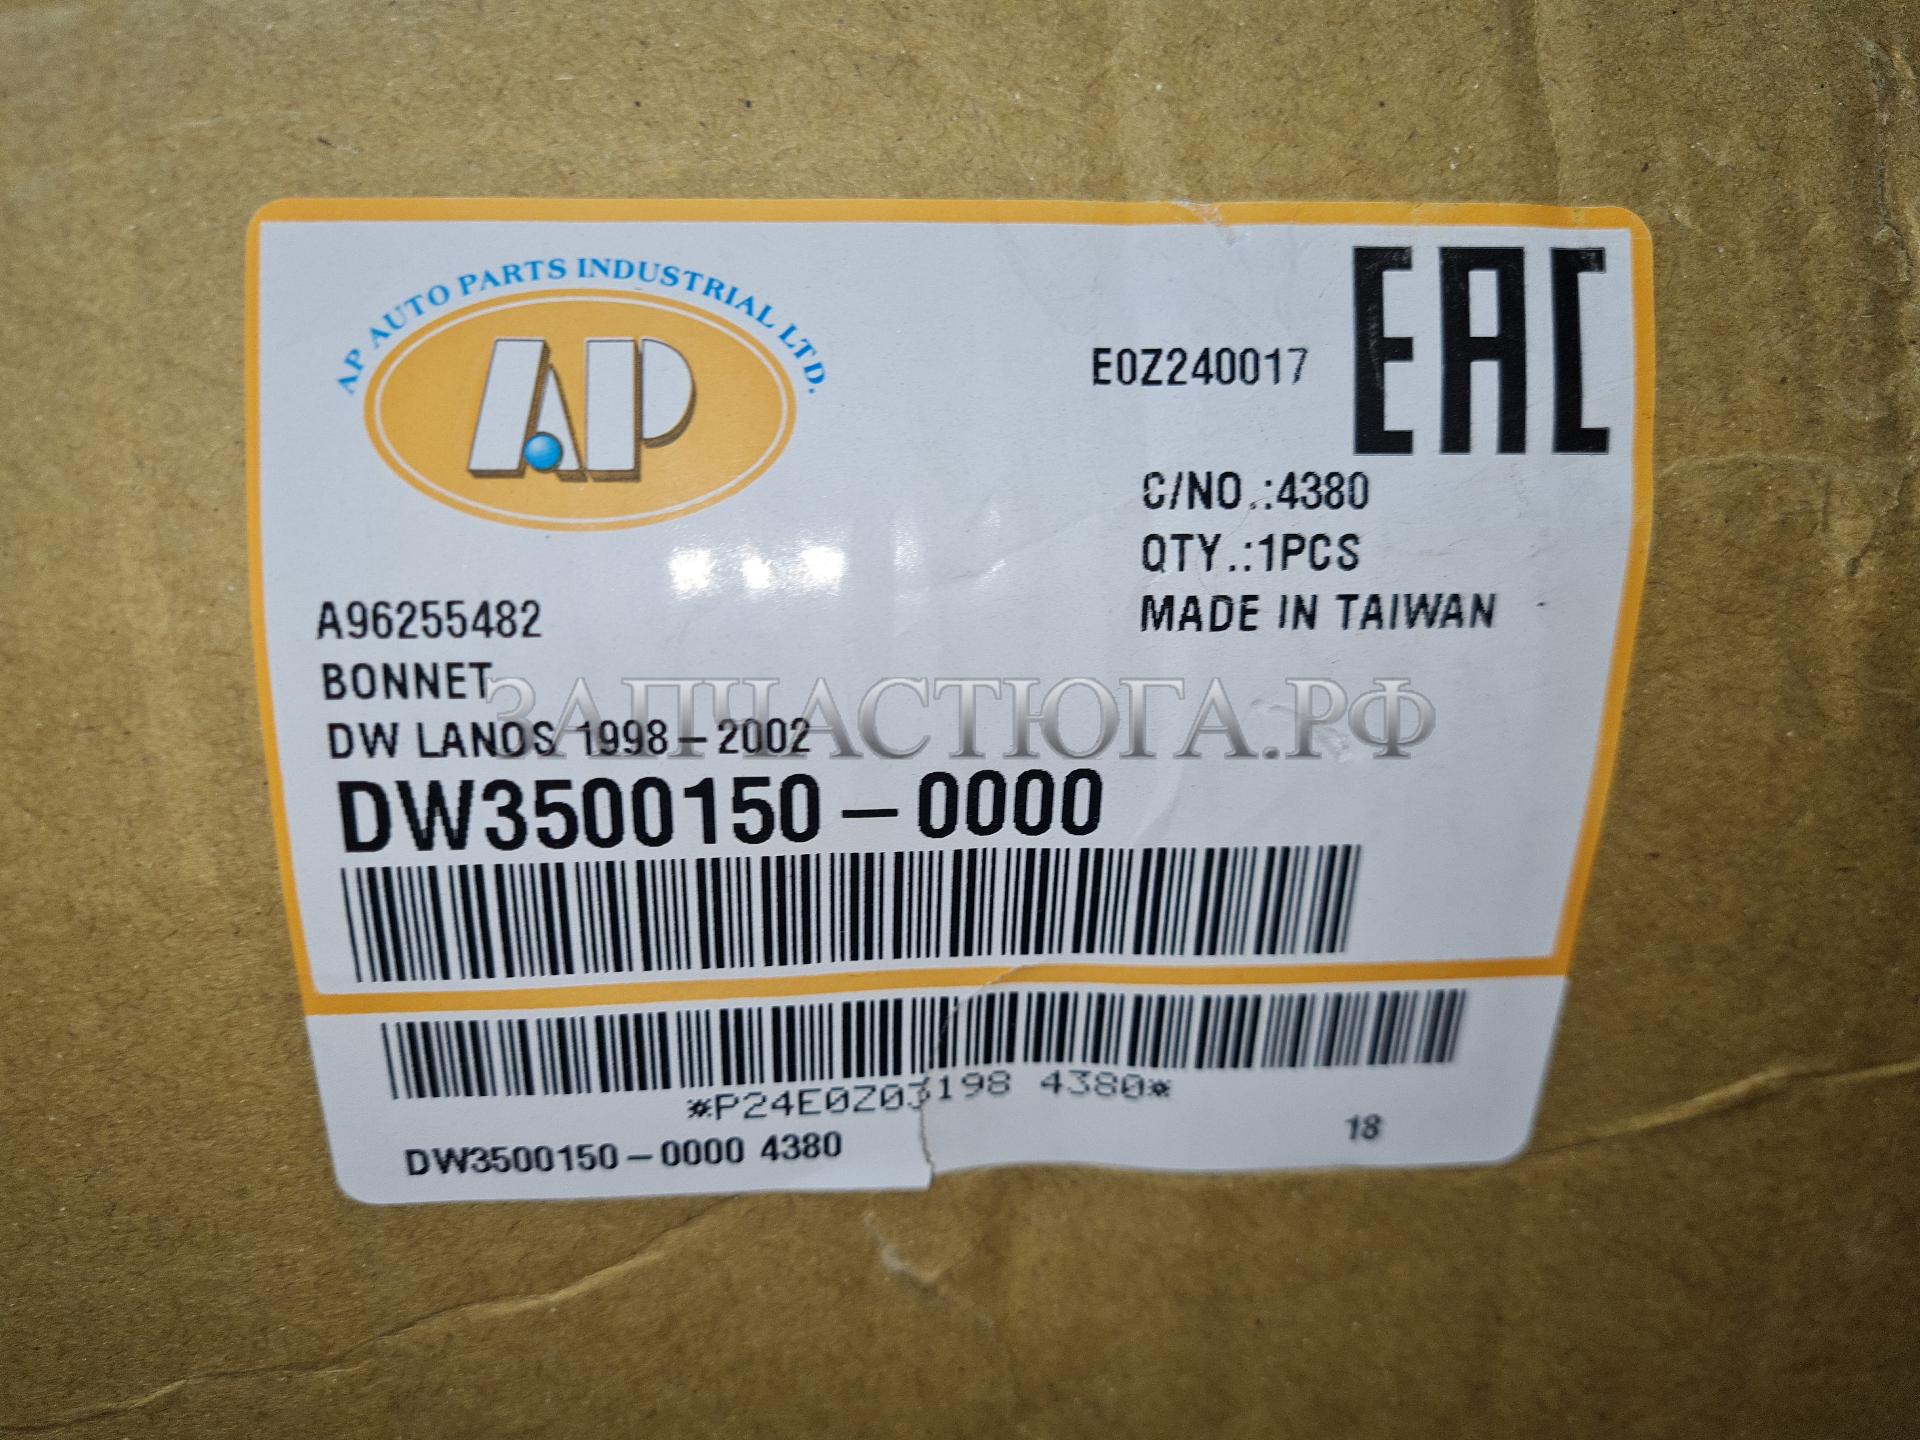 AP AUTO PARTS INDUSTRIAL LTD.
AP
E0Z240017
EAC
C/NO.:4380
QTY.:1PCS
MADE IN TAIWAN
A96255482
BONNET
DW LANOS 1998-2002
ЗАПЧАСТЮГА.РФ
DW3500150-0000
*P24E0Z03198 4380*
DW3500150-0000 4380
18